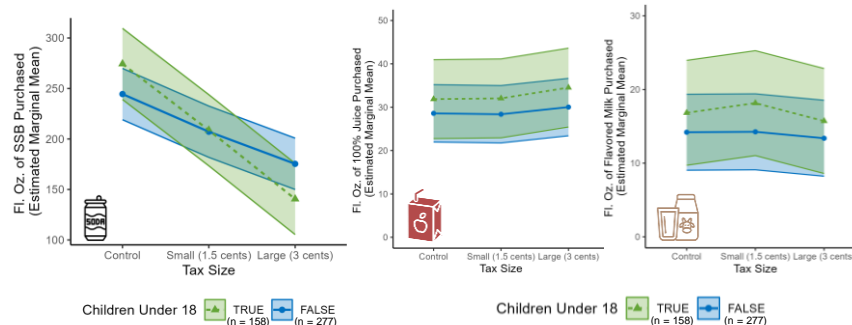 Fl. Oz. of SSB Purchased
(Estimated Marginal Mean)
300
250
200
150
100
SODA
Control
Small (1.5 cents)
Large (3 cents)
Tax Size
Fl. Oz. of 100% Juice Purchased
(Estimated Marginal Mean)
50
40
30
20
10
0
Control
Small (1.5 cents)
Large (3 cents)
Tax Size
Fl. Oz. of Flavored Milk Purchased
(Estimated Marginal Mean)
30
20
10
0
Control
Small (1.5 cents)
Large (3 cents)
Tax Size
Children Under 18
TRUE
(n = 158)
FALSE
(n = 277)
Children Under 18
TRUE
(n = 158)
FALSE
(n = 277)